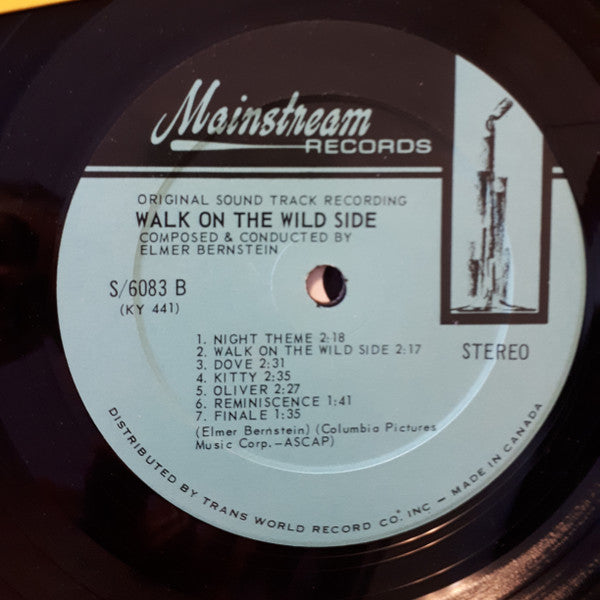 Mainstream
RECORDS
ORIGINAL SOUND TRACK RECORDING
WALK ON THE WILD SIDE
COMPOSED & CONDUCTED BY
ELMER BERNSTEIN
S/6083 B
(KY 441)
1. NIGHT THEME 2:18
2. WALK ON THE WILD SIDE 2:17
3. DOVE 2:31
4. KITTY 2:35
5. OLIVER 2:27
6. REMINISCENCE 1:41
7. FINALE 1:35
(Elmer Bernstein) (Columbia Pictures
Music Corp.—ASCAP)
STEREO
DISTRIBUTED BY TRANS WORLD RECORD CO. INC — MADE IN CANADA